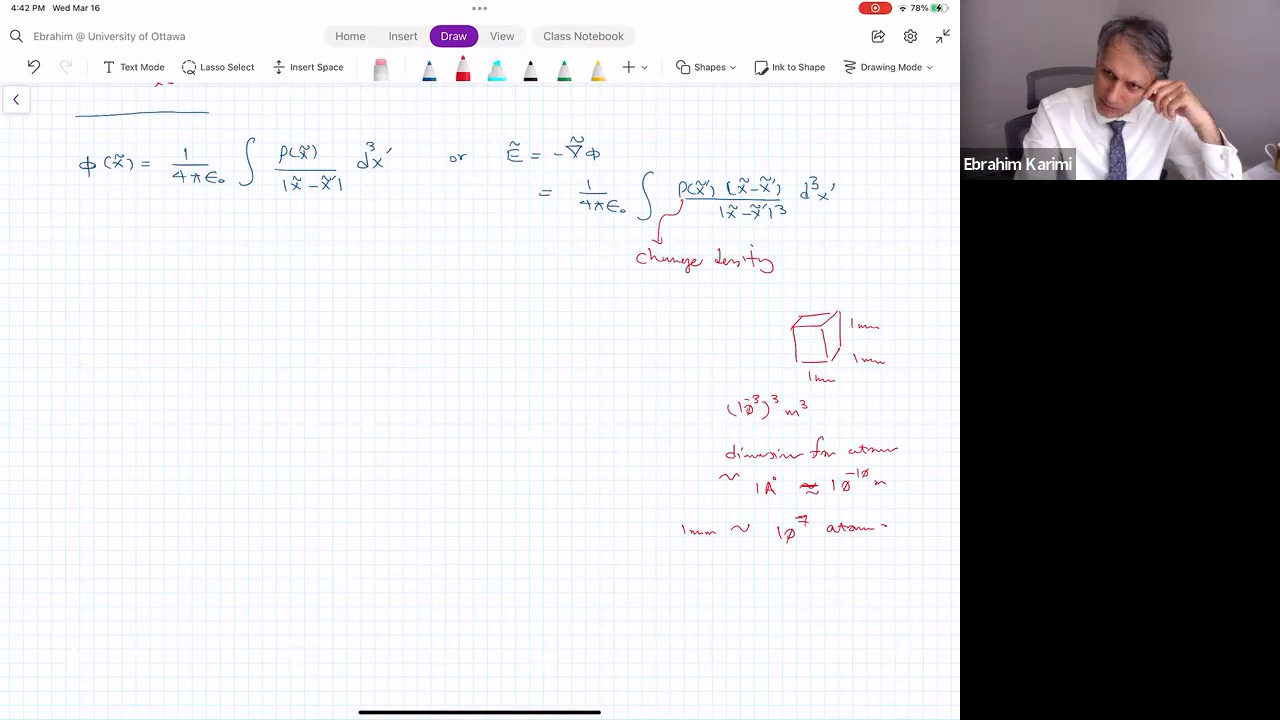 4:42 PM Wed Mar 16
78%
Ebrahim @ University of Ottawa
Home Insert Draw View Class Notebook
Text Mode Lasso Select Insert Space Shapes Ink to Shape Drawing Mode
Φ(x̃) = 1/4πε₀ ∫ ρ(x̃)/|x̃ - x̃'| d³x' or Ẽ = -∇̃Φ
= 1/4πε₀ ∫ ρ(x̃') (x̃-x̃')/|x̃-x̃'|³ d³x'
change density
1mm
1mm
1mm
(10⁻³)³ m³
dimension for atom
~ 1Å ≈ 10⁻¹⁰ m
1mm ~ 10⁷ atom
Ebrahim Karimi